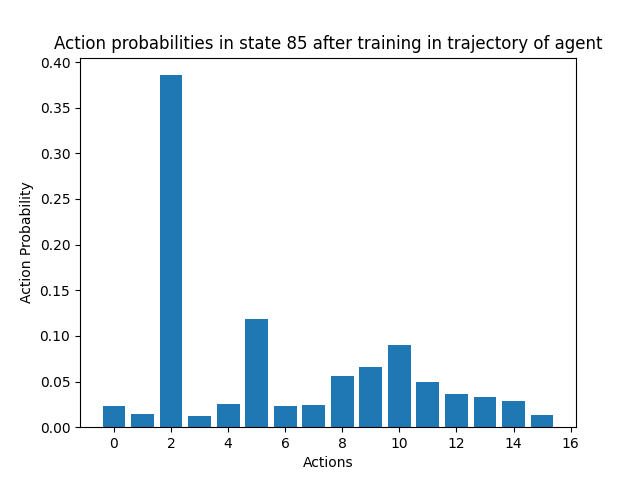 Action probabilities in state 85 after training in trajectory of agent
0.40
0.35
0.30
0.25
0.20
0.15
0.10
0.05
0.00
Action Probability
0 2 4 6 8 10 12 14 16
Actions